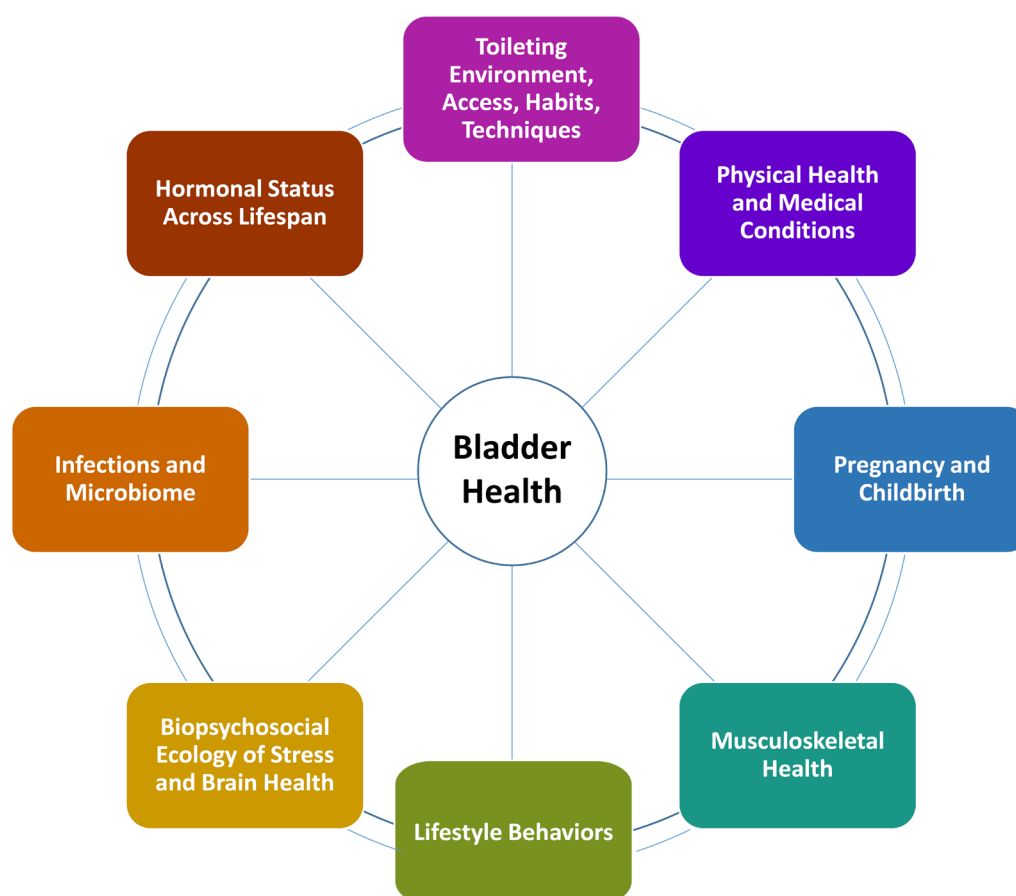 Toileting
Environment,
Access, Habits,
Techniques
Physical Health
and Medical
Conditions
Pregnancy and
Childbirth
Musculoskeletal
Health
Lifestyle Behaviors
Biopsychosocial
Ecology of Stress
and Brain Health
Infections and
Microbiome
Hormonal Status
Across Lifespan
Bladder
Health